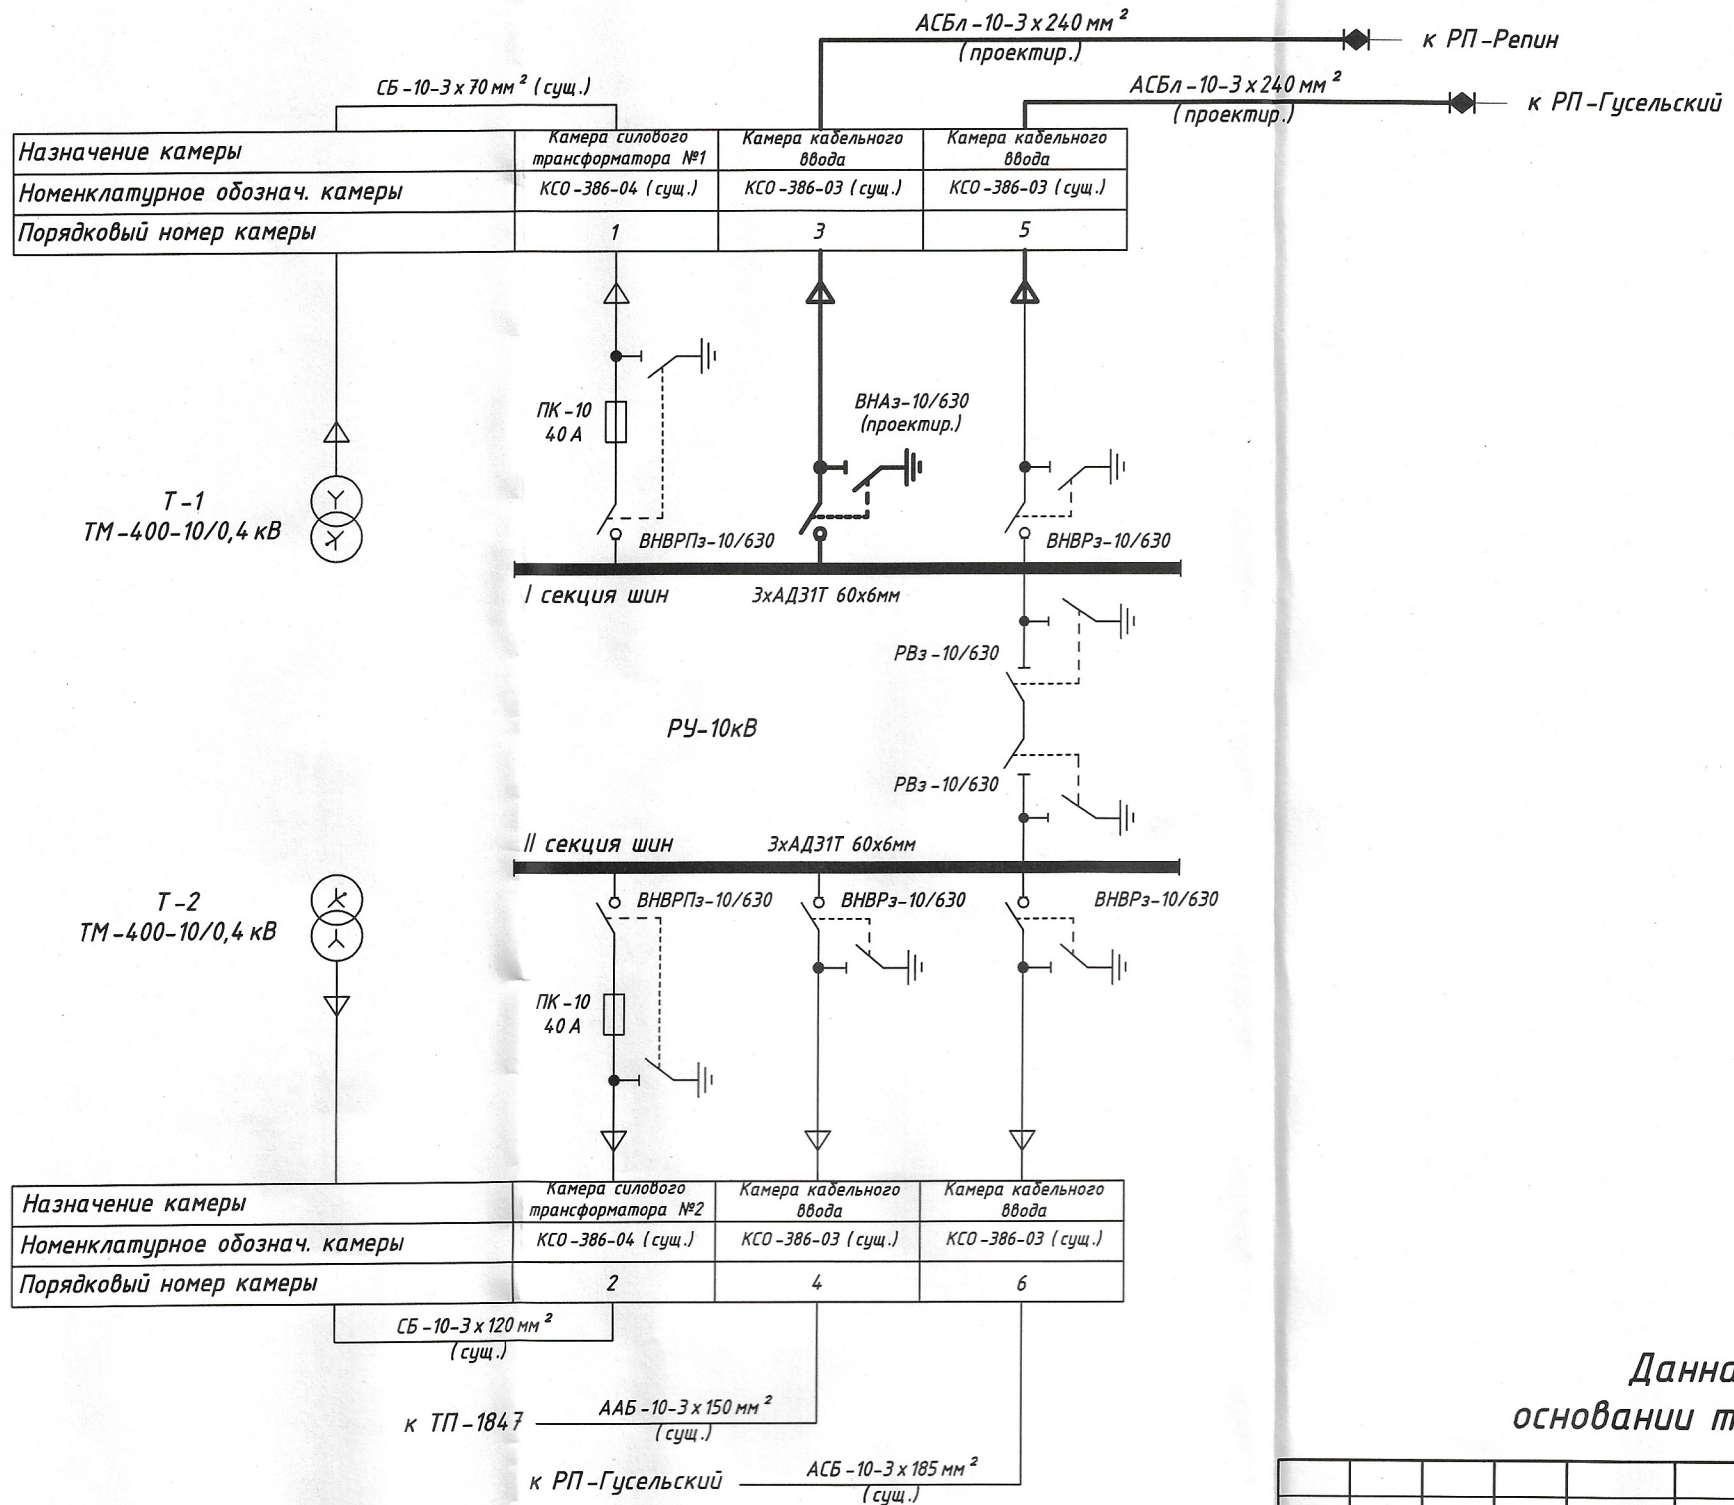 АСБл-10-3х240 мм²
(проектир.)
к РП-Репин
АСБл-10-3х240 мм²
(проектир.)
к РП-Гусельский
СБ-10-3х70 мм² (сущ.)
Назначение камеры
Камера силового
трансформатора №1
Камера кабельного
ввода
Камера кабельного
ввода
Номенклатурное обознач. камеры
КСО-386-04 (сущ.)
КСО-386-03 (сущ.)
КСО-386-03 (сущ.)
Порядковый номер камеры
1
3
5
ПК-10
40 А
ВНАз-10/630
(проектир.)
Т-1
ТМ-400-10/0,4 кВ
ВНВРПз-10/630
ВНВРз-10/630
I секция шин
3хАД31Т 60х6мм
РВз-10/630
РУ-10кВ
РВз-10/630
II секция шин
3хАД31Т 60х6мм
Т-2
ТМ-400-10/0,4 кВ
ВНВРПз-10/630
ВНВРз-10/630
ВНВРз-10/630
ПК-10
40 А
Назначение камеры
Камера силового
трансформатора №2
Камера кабельного
ввода
Камера кабельного
ввода
Номенклатурное обознач. камеры
КСО-386-04 (сущ.)
КСО-386-03 (сущ.)
КСО-386-03 (сущ.)
Порядковый номер камеры
2
4
6
СБ-10-3х120 мм²
(сущ.)
к ТП-1847
ААБ-10-3х150 мм²
(сущ.)
к РП-Гусельский
АСБ-10-3х185 мм²
(сущ.)
Данно
основании т